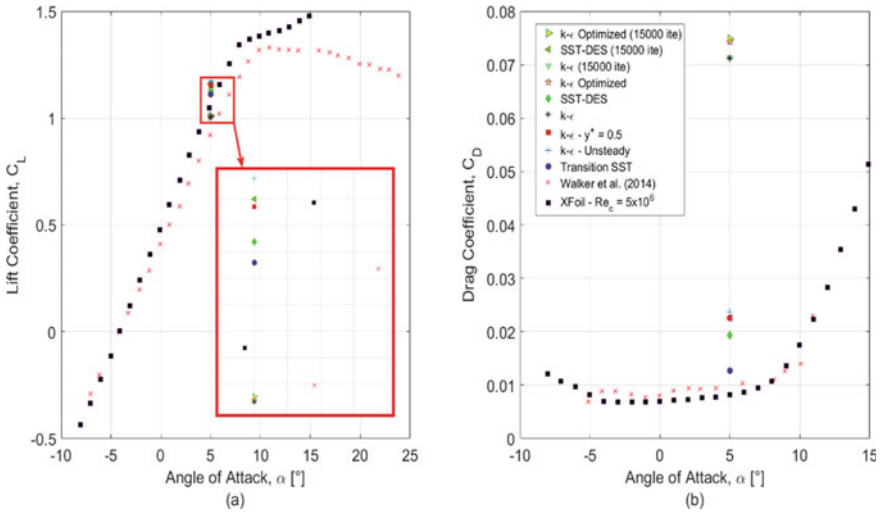 1.5
1
0.5
0
-0.5
Lift Coefficient, C_L
-10 -5 0 5 10 15 20 25
Angle of Attack, α [°]
(a)
0.08
0.07
0.06
0.05
0.04
0.03
0.02
0.01
0
Drag Coefficient, C_D
k-ε Optimized (15000 ite)
SST-DES (15000 ite)
k-ε (15000 ite)
k-ε Optimized
SST-DES
k-ε
k-ε - y⁺ = 0.5
k-ε - Unsteady
Transition SST
Walker et al. (2014)
XFoil - Re_c = 5x10⁶
-10 -5 0 5 10 15
Angle of Attack, α [°]
(b)